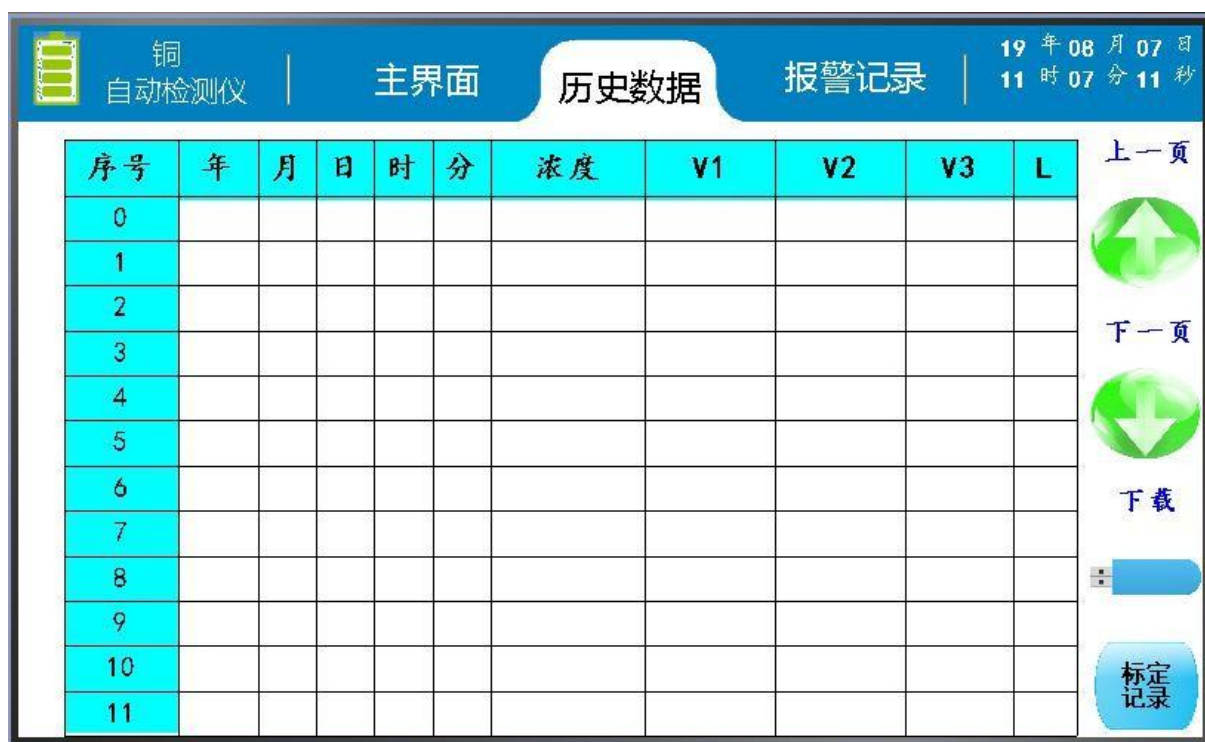 铜
自动检测仪
主界面
历史数据
报警记录
19 年 08 月 07 日
11 时 07 分 11 秒
序号 年 月 日 时 分 浓度 V1 V2 V3 L
0
1
2
3
4
5
6
7
8
9
10
11
上一页
下一页
下载
标定
记录